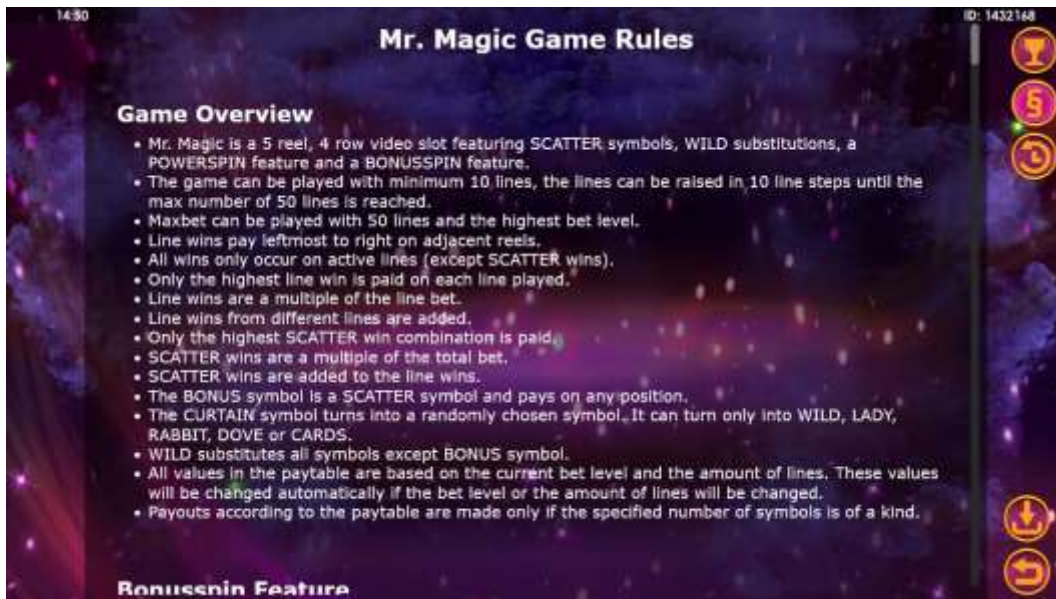 14:50
ID: 1432168
Mr. Magic Game Rules
Game Overview
• Mr. Magic is a 5 reel, 4 row video slot featuring SCATTER symbols, WILD substitutions, a
POWERSPIN feature and a BONUSSPIN feature.
• The game can be played with minimum 10 lines, the lines can be raised in 10 line steps until the
max number of 50 lines is reached.
• Maxbet can be played with 50 lines and the highest bet level.
• Line wins pay leftmost to right on adjacent reels.
• All wins only occur on active lines (except SCATTER wins).
• Only the highest line win is paid on each line played.
• Line wins are a multiple of the line bet.
• Line wins from different lines are added.
• Only the highest SCATTER win combination is paid.
• SCATTER wins are a multiple of the total bet.
• SCATTER wins are added to the line wins.
• The BONUS symbol is a SCATTER symbol and pays on any position.
• The CURTAIN symbol turns into a randomly chosen symbol. It can turn only into WILD, LADY,
RABBIT, DOVE or CARDS.
• WILD substitutes all symbols except BONUS symbol.
• All values in the paytable are based on the current bet level and the amount of lines. These values
will be changed automatically if the bet level or the amount of lines will be changed.
• Payouts according to the paytable are made only if the specified number of symbols is of a kind.
Bonusspin Feature
§